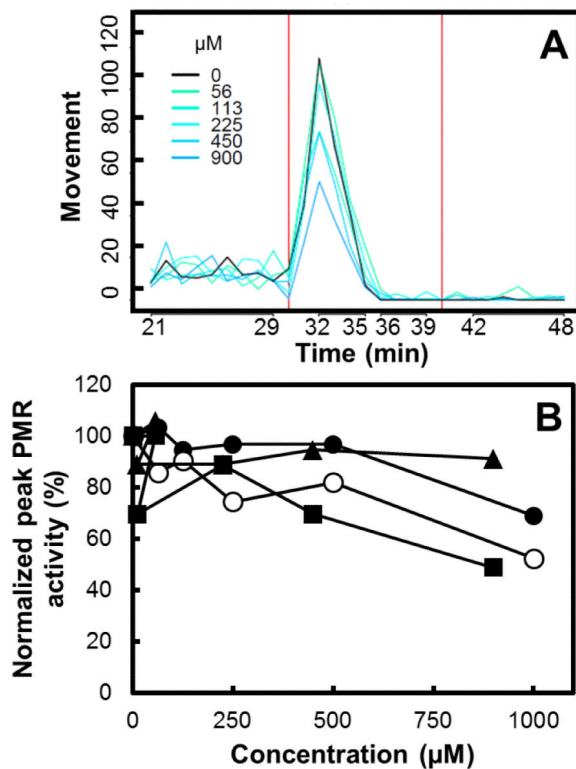 A
µM
0
56
113
225
450
900
Movement
120
100
80
60
40
20
0
21 29 32 35 36 39 42 48
Time (min)
B
Normalized peak PMR
activity (%)
120
100
80
60
40
20
0
0 250 500 750 1000
Concentration (µM)